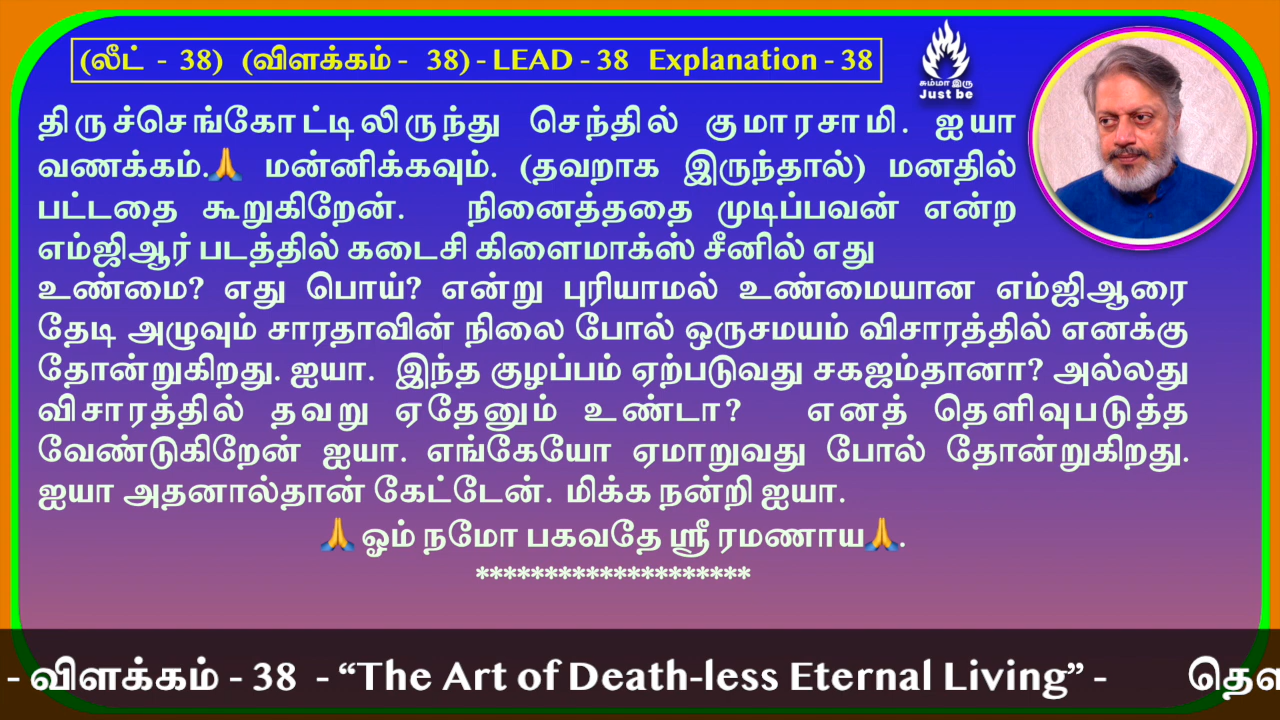 (லீட் - 38) (விளக்கம் - 38) - LEAD - 38 Explanation - 38
சும்மா இரு
Just be
திருச்செங்கோட்டிலிருந்து செந்தில் குமாரசாமி. ஐயா
வணக்கம்.🙏 மன்னிக்கவும். (தவறாக இருந்தால்) மனதில்
பட்டதை கூறுகிறேன். நினைத்ததை முடிப்பவன் என்ற
எம்ஜிஆர் படத்தில் கடைசி கிளைமாக்ஸ் சீனில் எது
உண்மை? எது பொய்? என்று புரியாமல் உண்மையான எம்ஜிஆரை
தேடி அழுவும் சாரதாவின் நிலை போல் ஒருசமயம் விசாரத்தில் எனக்கு
தோன்றுகிறது. ஐயா. இந்த குழப்பம் ஏற்படுவது சகஜம்தானா? அல்லது
விசாரத்தில் தவறு ஏதேனும் உண்டா? எனத் தெளிவுபடுத்த
வேண்டுகிறேன் ஐயா. எங்கேயோ ஏமாறுவது போல் தோன்றுகிறது.
ஐயா அதனால்தான் கேட்டேன். மிக்க நன்றி ஐயா.
🙏 ஓம் நமோ பகவதே ஸ்ரீ ரமணாய🙏.
********************
- விளக்கம் - 38 - “The Art of Death-less Eternal Living” -